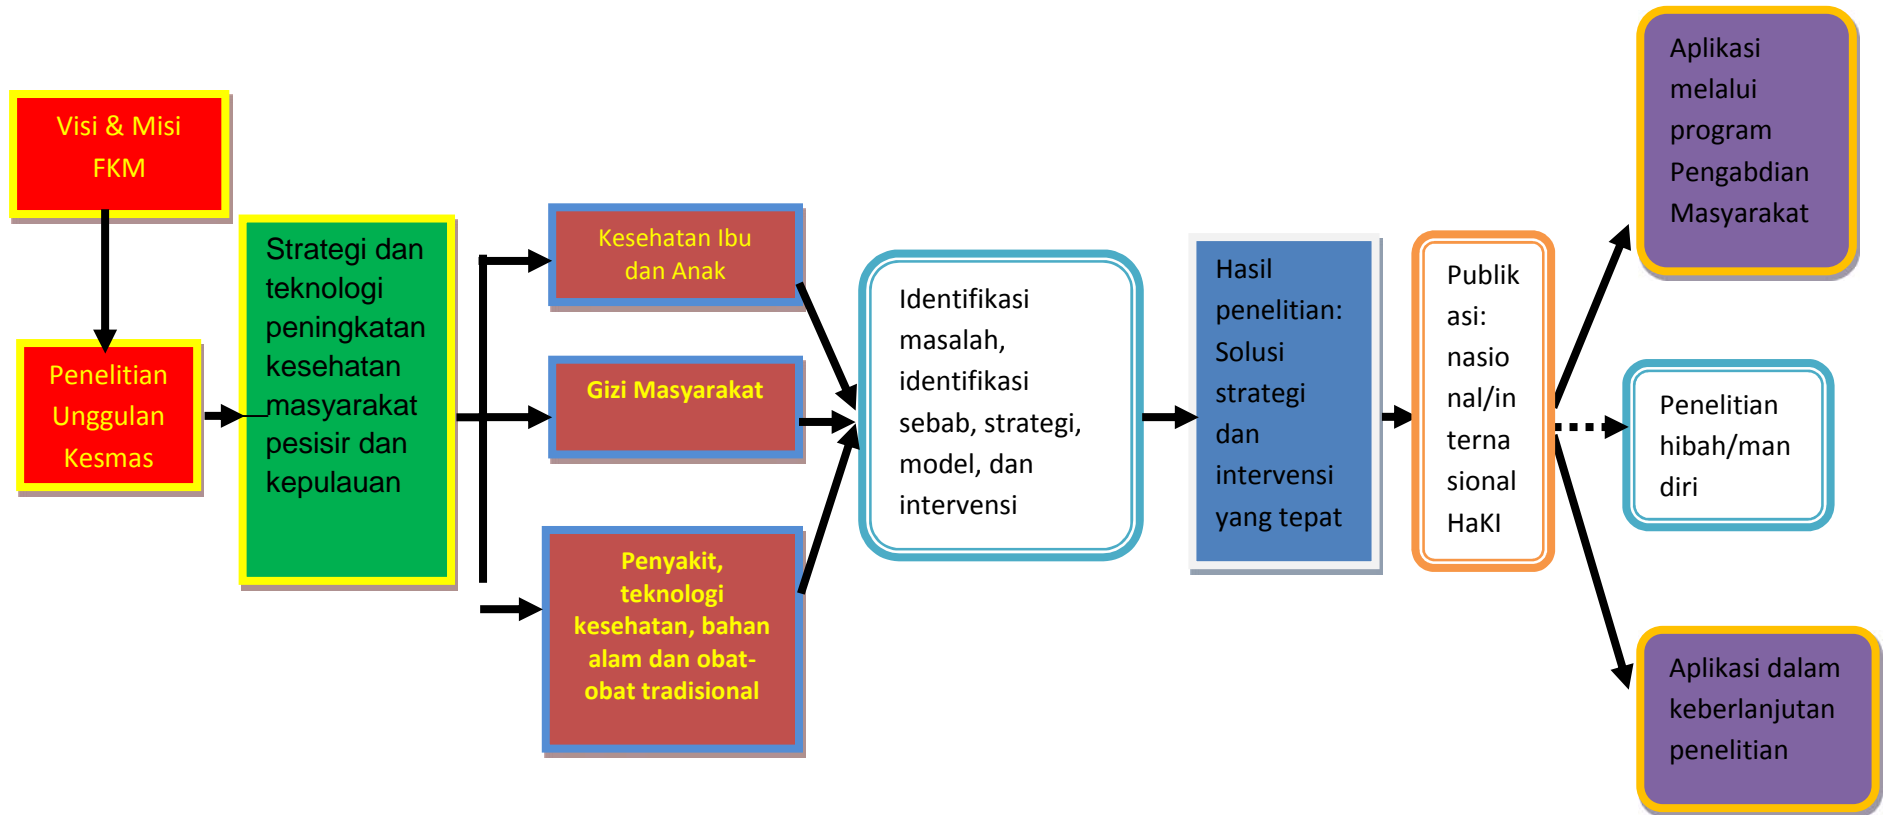 Visi & Misi
FKM
Penelitian
Unggulan
Kesmas
Strategi dan
teknologi
peningkatan
kesehatan
masyarakat
pesisir dan
kepulauan
Kesehatan Ibu
dan Anak
Gizi Masyarakat
Penyakit,
teknologi
kesehatan, bahan
alam dan obat-
obat tradisional
Identifikasi
masalah,
identifikasi
sebab, strategi,
model, dan
intervensi
Hasil
penelitian:
Solusi
strategi
dan
intervensi
yang tepat
Publik
asi:
nasio
nal/in
terna
sional
HaKI
Aplikasi
melalui
program
Pengabdian
Masyarakat
Penelitian
hibah/man
diri
Aplikasi dalam
keberlanjutan
penelitian